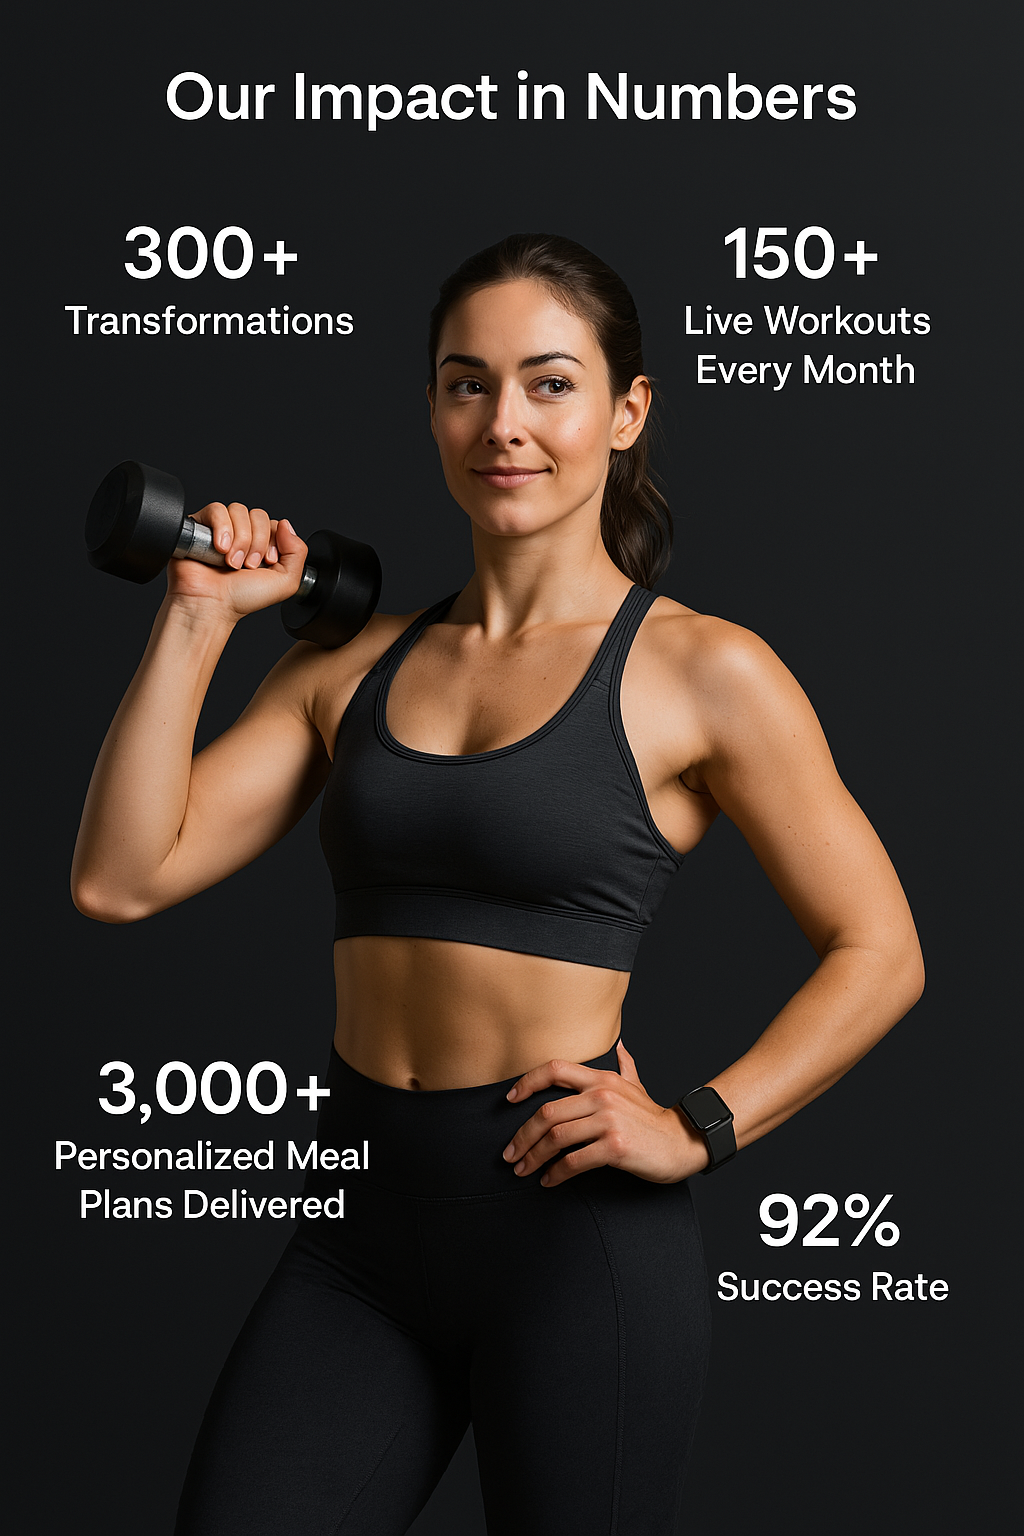 Our Impact in Numbers
300+
Transformations
150+
Live Workouts
Every Month
3,000+
Personalized Meal
Plans Delivered
92%
Success Rate